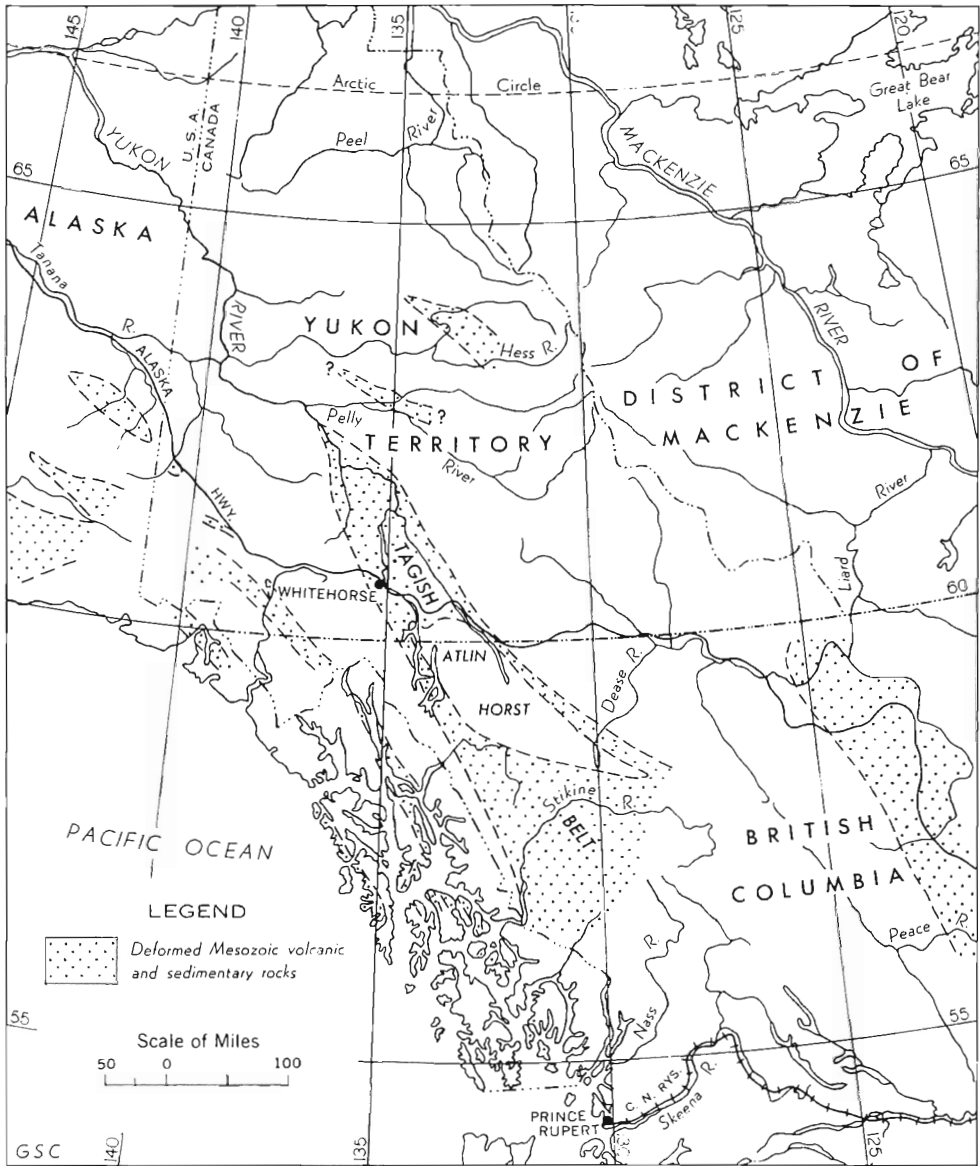 145
140
135
125
120
Arctic Circle
Great Bear
Lake
Peel River
U.S.A.
CANADA
YUKON
MACKENZIE
65
65
ALASKA
Tanana
R.
RIVER
YUKON
Hess R.
RIVER
ALASKA
?
DISTRICT OF
MACKENZIE
Pelly
?
TERRITORY
River
River
HWY.
TAGISH
Liard
WHITEHORSE
60
ATLIN
Dease R.
HORST
Stikine R.
BELT
BRITISH
COLUMBIA
PACIFIC OCEAN
LEGEND
Deformed Mesozoic volcanic
and sedimentary rocks
Peace R.
Nass R.
55
55
Scale of Miles
50 0 100
C. N. RYS.
Skeena R.
PRINCE
RUPERT
GSC
140
135
130
125